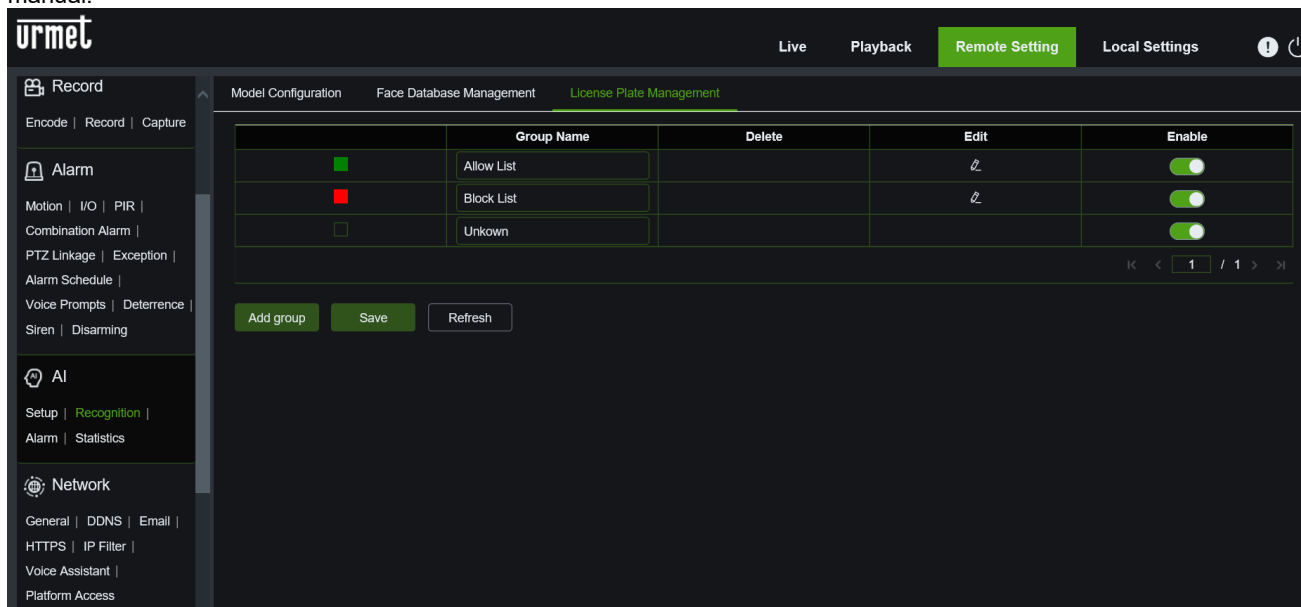 manual.
urmet
Live Playback Remote Setting Local Settings
Record
Encode | Record | Capture
Alarm
Motion | I/O | PIR |
Combination Alarm |
PTZ Linkage | Exception |
Alarm Schedule |
Voice Prompts | Deterrence |
Siren | Disarming
AI
Setup | Recognition |
Alarm | Statistics
Network
General | DDNS | Email |
HTTPS | IP Filter |
Voice Assistant |
Platform Access
Model Configuration Face Database Management License Plate Management
Group Name Delete Edit Enable
Allow List
Block List
Unkown
1 / 1
Add group Save Refresh